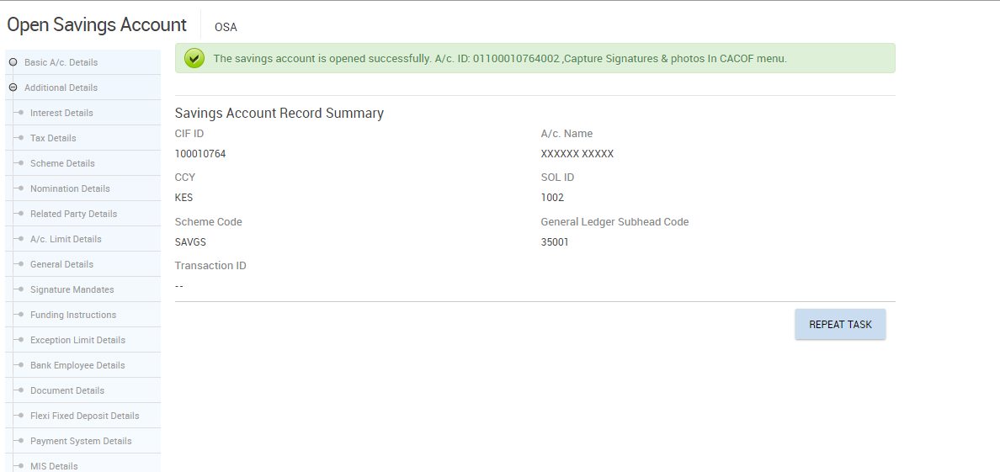 Open Savings Account OSA
The savings account is opened successfully. A/c. ID: 01100010764002 ,Capture Signatures & photos In CACOF menu.
Basic A/c. Details
Additional Details
Interest Details
Tax Details
Scheme Details
Nomination Details
Related Party Details
A/c. Limit Details
General Details
Signature Mandates
Funding Instructions
Exception Limit Details
Bank Employee Details
Document Details
Flexi Fixed Deposit Details
Payment System Details
MIS Details
Savings Account Record Summary
CIF ID A/c. Name
100010764 XXXXXX XXXXX
CCY SOL ID
KES 1002
Scheme Code General Ledger Subhead Code
SAVGS 35001
Transaction ID
--
REPEAT TASK